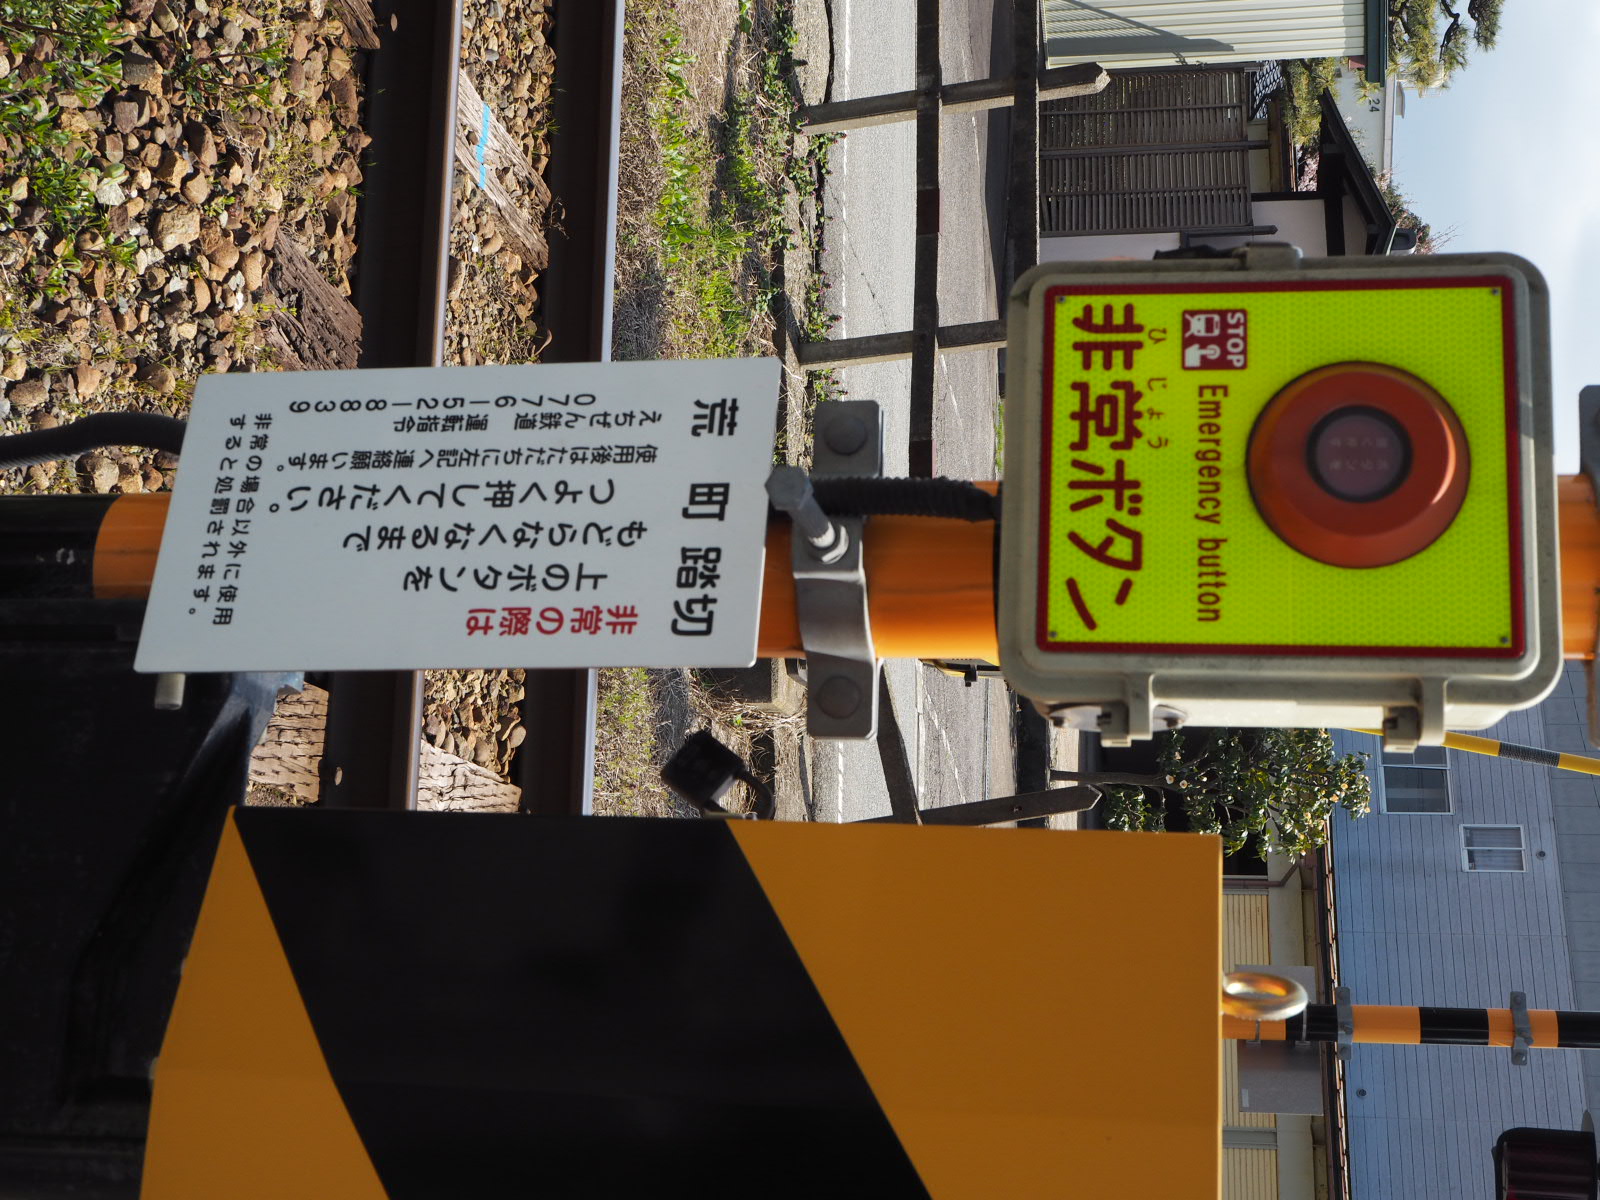 ひじょう
非常ボタン
STOP
Emergency button
荒町踏切
非常の際は
上のボタンを
もどらなくなるまで
つよく押してください。
使用後はただちに左記へ連絡願います。
えちぜん鉄道 運転指令
0776-52-8839
非常の場合以外に使用
すると処罰されます。
24